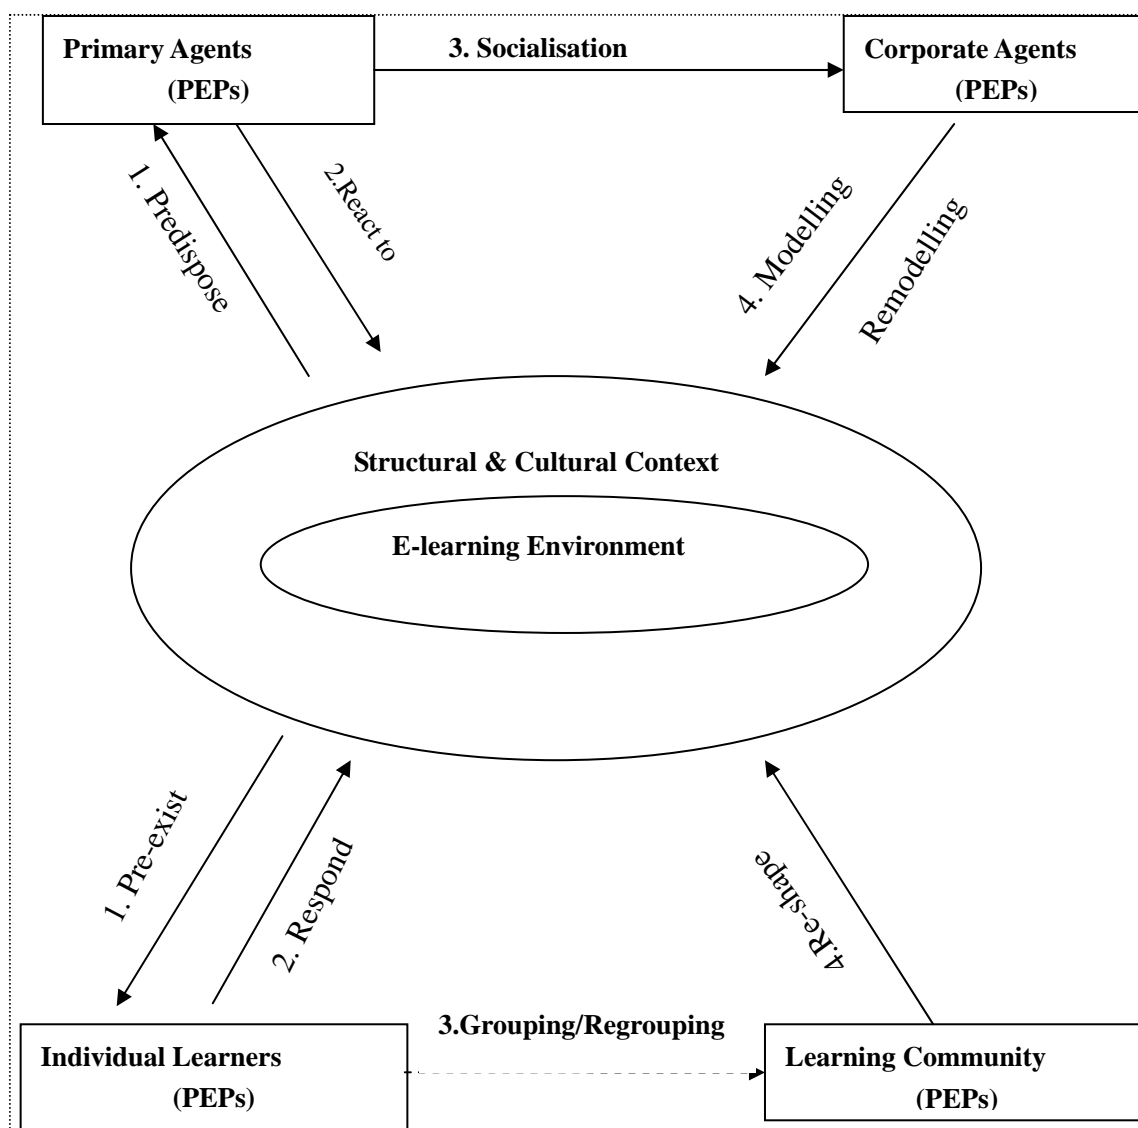 Primary Agents
(PEPs)
3. Socialisation
Corporate Agents
(PEPs)
1. Predispose
2.React to
4. Modelling
Remodelling
Structural & Cultural Context
E-learning Environment
1. Pre-exist
2. Respond
4.Re-shape
3.Grouping/Regrouping
Individual Learners
(PEPs)
Learning Community
(PEPs)